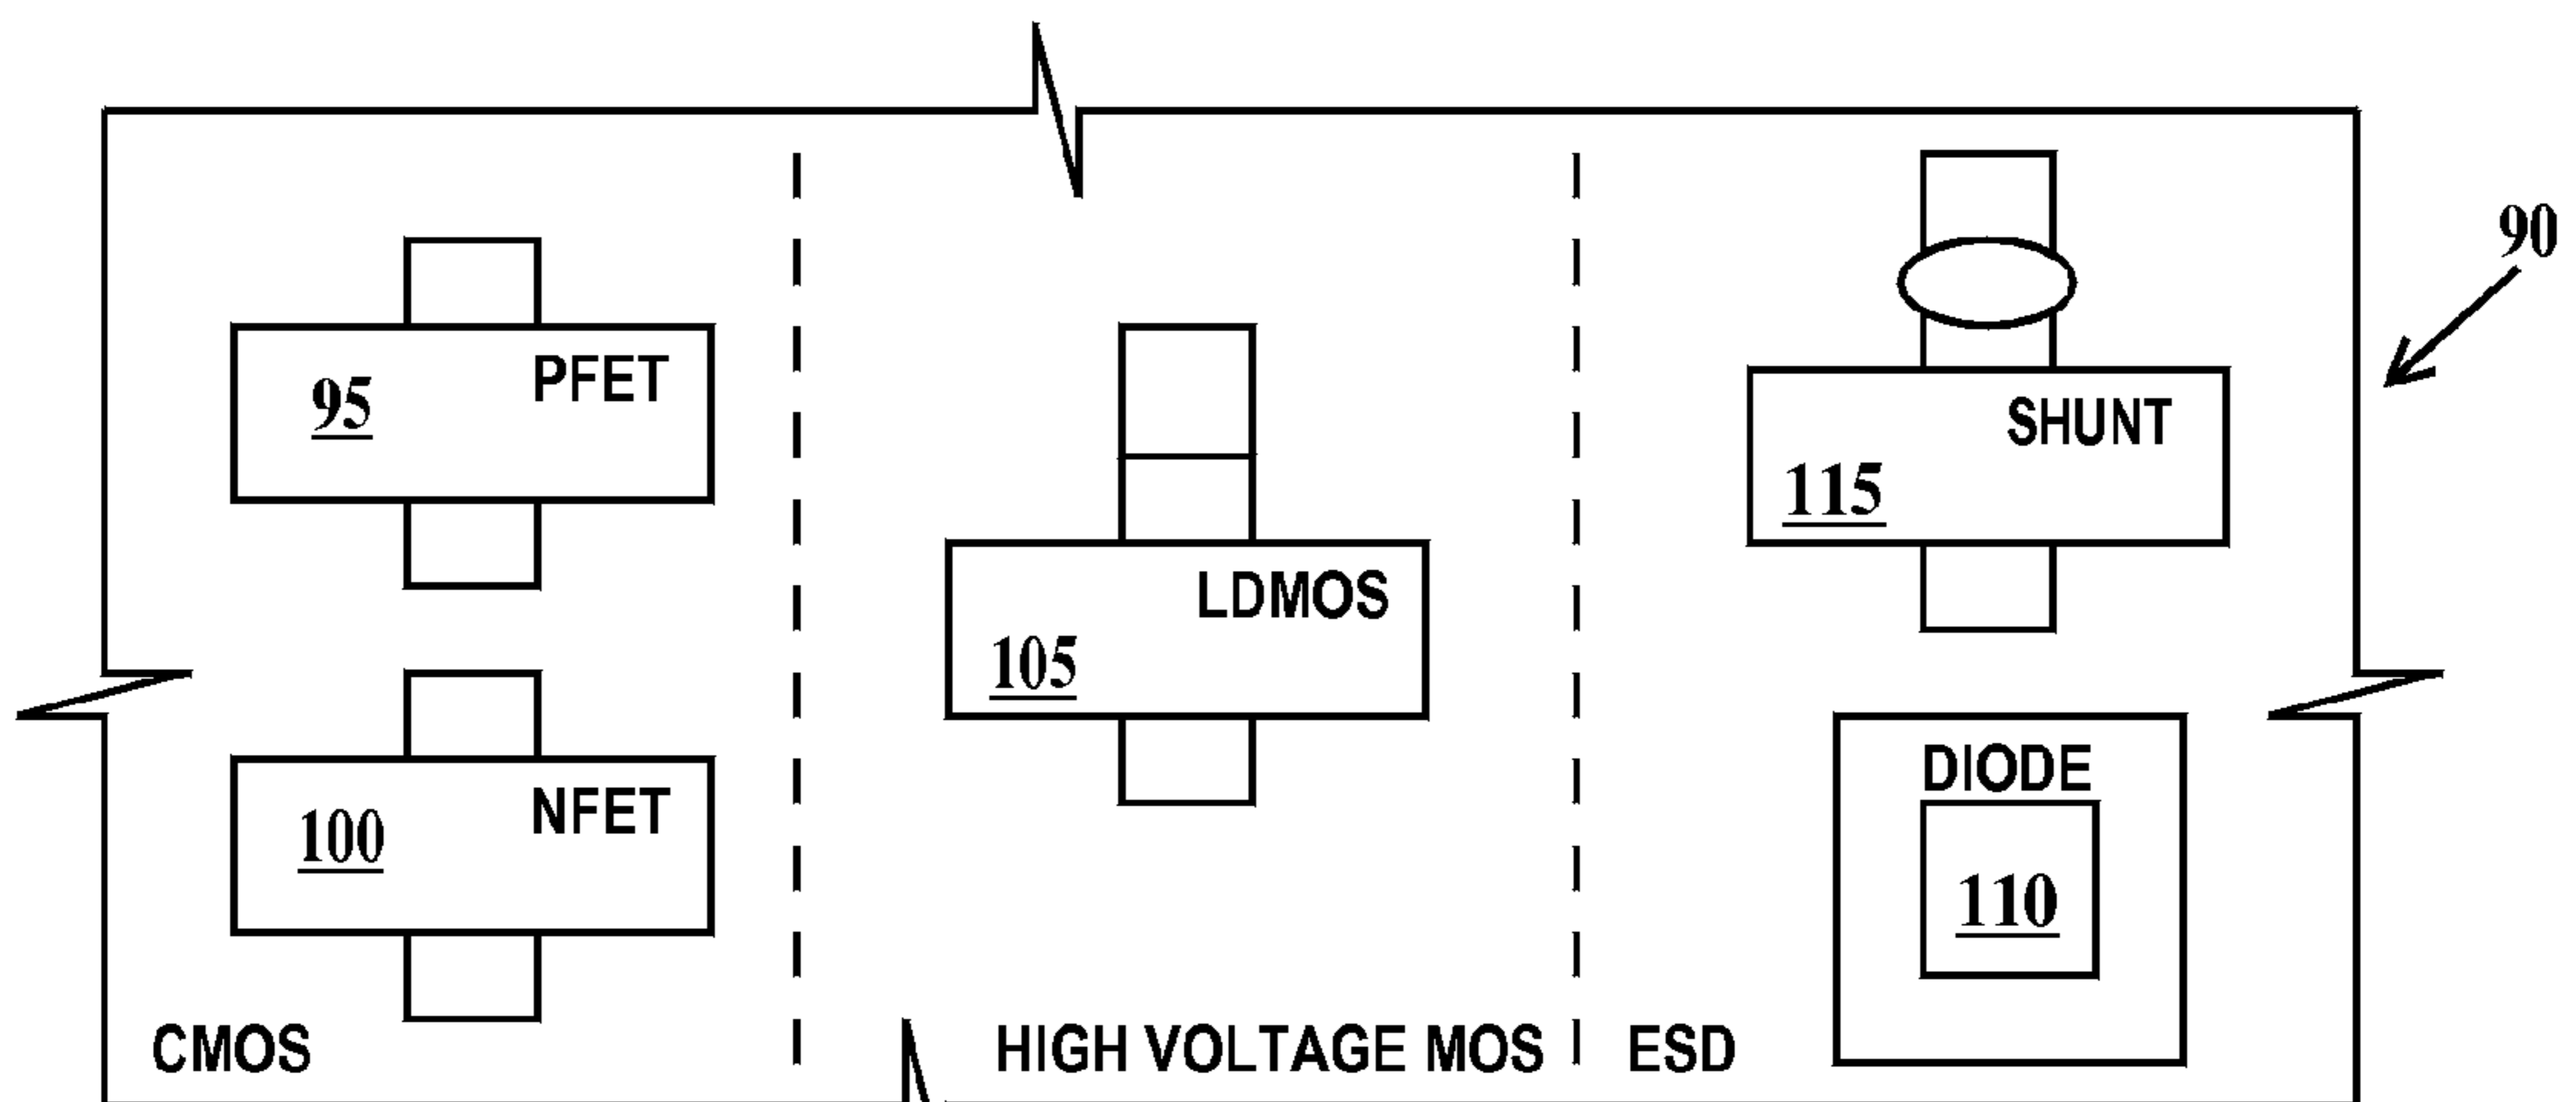 90
PFET
95
NFET
100
CMOS
LDMOS
105
HIGH VOLTAGE MOS
SHUNT
115
DIODE
110
ESD